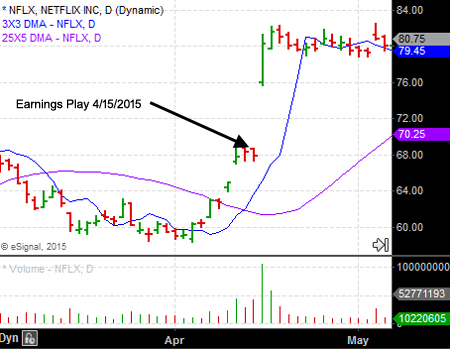 * NFLX, NETFLIX INC, D (Dynamic)
3X3 DMA - NFLX, D
25X5 DMA - NFLX, D
84.00
80.75
79.45
76.00
72.00
70.25
68.00
64.00
60.00
Earnings Play 4/15/2015
© eSignal, 2015
* Volume - NFLX, D
100000000
52771193
10220605
Dyn
Apr
May